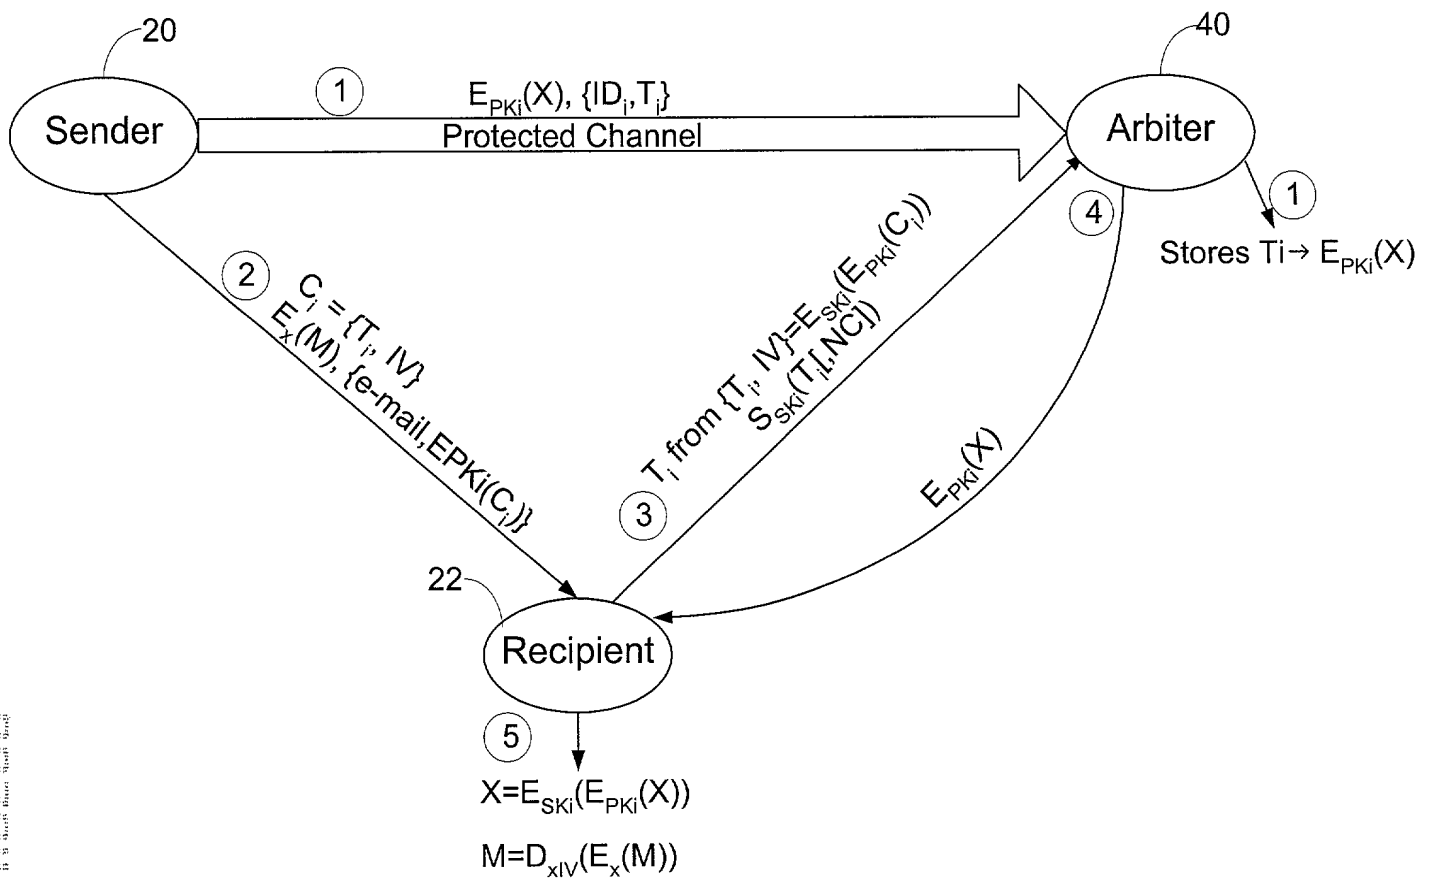 20
40
1
E_PKi(X), {ID_i,T_i}
Sender
Protected Channel
Arbiter
1
4
Stores Ti→ E_PKi(X)
2
C_i = {T_i, IV}
E_x(M), {e-mail,EPKi(C_i)}
T_i from {T_i, IV}=E_SKi(E_PKi(C_i))
S_SKi(T_i[,NC])
3
E_PKi(X)
22
Recipient
5
X=E_SKi(E_PKi(X))
M=D_xIV(E_x(M))